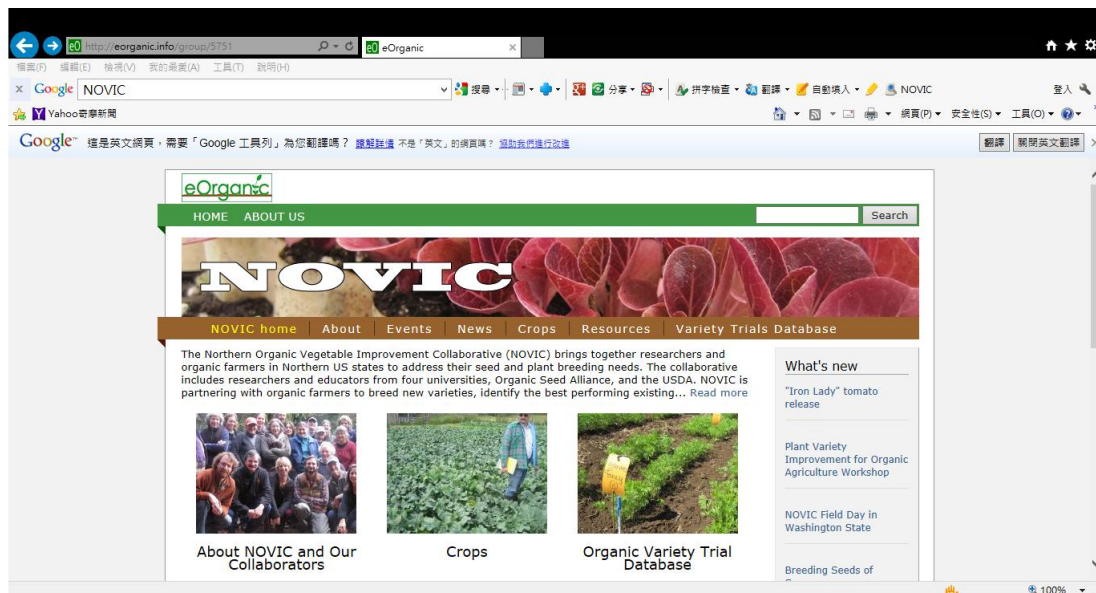 http://eorganic.info/group/5751
eOrganic
檔案(F) 編輯(E) 檢視(V) 我的最愛(A) 工具(T) 說明(H)
Google NOVIC 搜尋 分享 拼字檢查 翻譯 自動填入 NOVIC 登入
Yahoo奇摩新聞 網頁(P) 安全性(S) 工具(O)
Google™ 這是英文網頁，需要「Google 工具列」為您翻譯嗎？ 瞭解詳情 不是「英文」的網頁嗎？ 協助我們進行改進 翻譯 關閉英文翻譯
eOrganic
HOME ABOUT US Search
NOVIC
NOVIC home About Events News Crops Resources Variety Trials Database
The Northern Organic Vegetable Improvement Collaborative (NOVIC) brings together researchers and
organic farmers in Northern US states to address their seed and plant breeding needs. The collaborative
includes researchers and educators from four universities, Organic Seed Alliance, and the USDA. NOVIC is
partnering with organic farmers to breed new varieties, identify the best performing existing... Read more
About NOVIC and Our
Collaborators
Crops
Organic Variety Trial
Database
What's new
"Iron Lady" tomato
release
Plant Variety
Improvement for Organic
Agriculture Workshop
NOVIC Field Day in
Washington State
Breeding Seeds of
100%